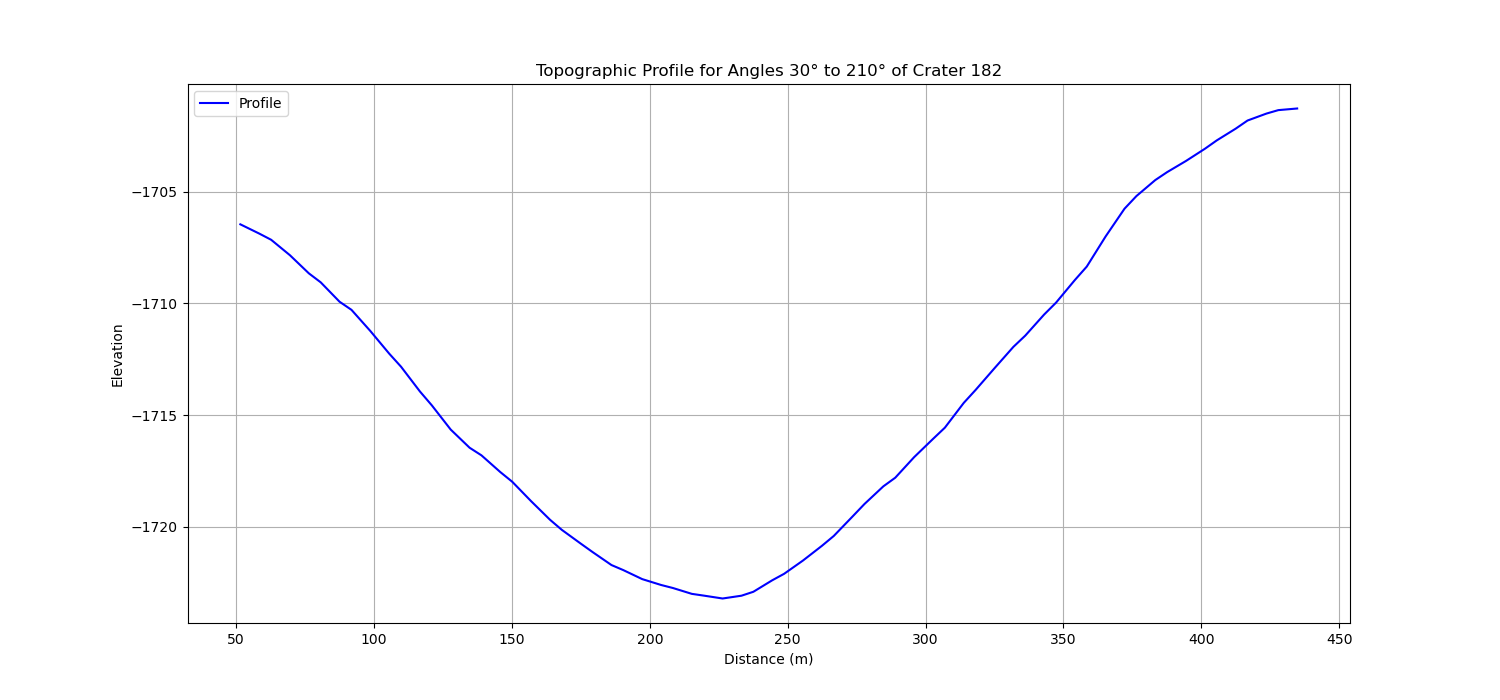 Topographic Profile for Angles 30° to 210° of Crater 182
Profile
−1705
−1710
−1715
−1720
Elevation
50 100 150 200 250 300 350 400 450
Distance (m)